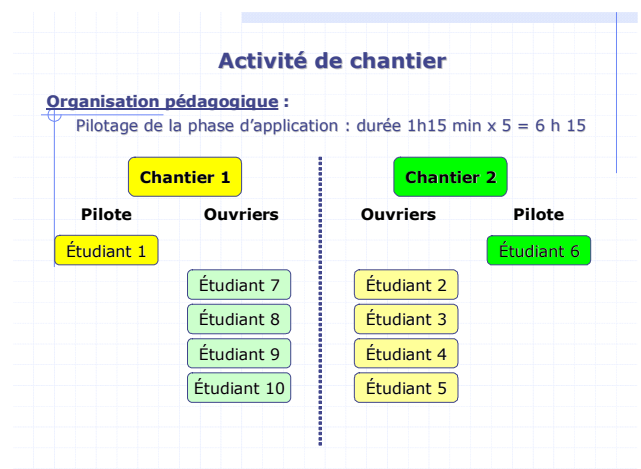 Activité de chantier
Organisation pédagogique :
Pilotage de la phase d'application : durée 1h15 min x 5 = 6 h 15
Chantier 1
Chantier 2
Pilote
Ouvriers
Ouvriers
Pilote
Étudiant 1
Étudiant 6
Étudiant 7
Étudiant 2
Étudiant 8
Étudiant 3
Étudiant 9
Étudiant 4
Étudiant 10
Étudiant 5